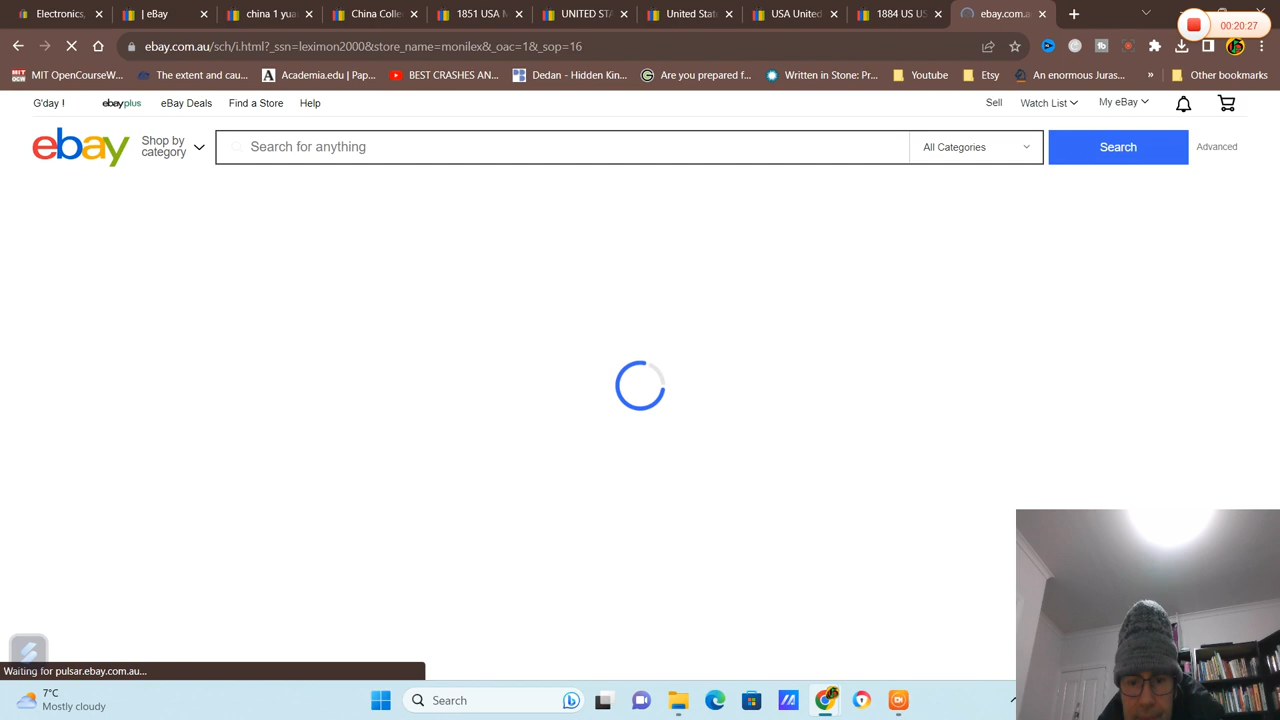 Electronics, | eBay china 1 yuan China Colle 1851 USA M UNITED STA United State USA United 1884 US US ebay.com.a
00:20:27
ebay.com.au/sch/i.html?_ssn=leximon2000&store_name=monilex&_oac=1&_sop=16
MIT OpenCourseW... The extent and cau... Academia.edu | Pap... BEST CRASHES AN... Dedan - Hidden Kin... Are you prepared f... Written in Stone: Pr... Youtube Etsy An enormous Juras... » Other bookmarks
G'day ! ebayplus eBay Deals Find a Store Help Sell Watch List My eBay
ebay Shop by
category Search for anything All Categories Search Advanced
Waiting for pulsar.ebay.com.au...
7°C
Mostly cloudy Search